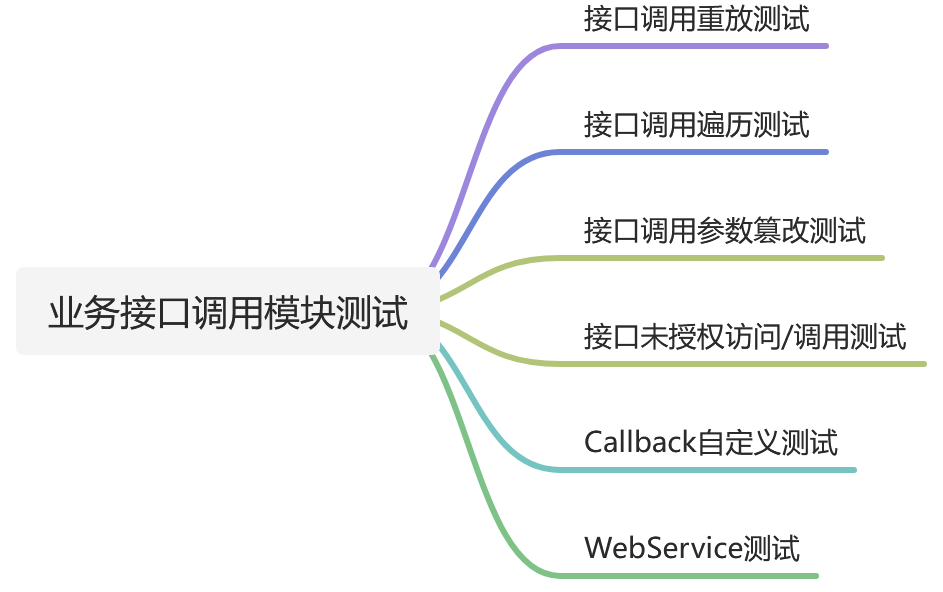 接口调用重放测试
接口调用遍历测试
接口调用参数篡改测试
业务接口调用模块测试
接口未授权访问/调用测试
Callback自定义测试
WebService测试